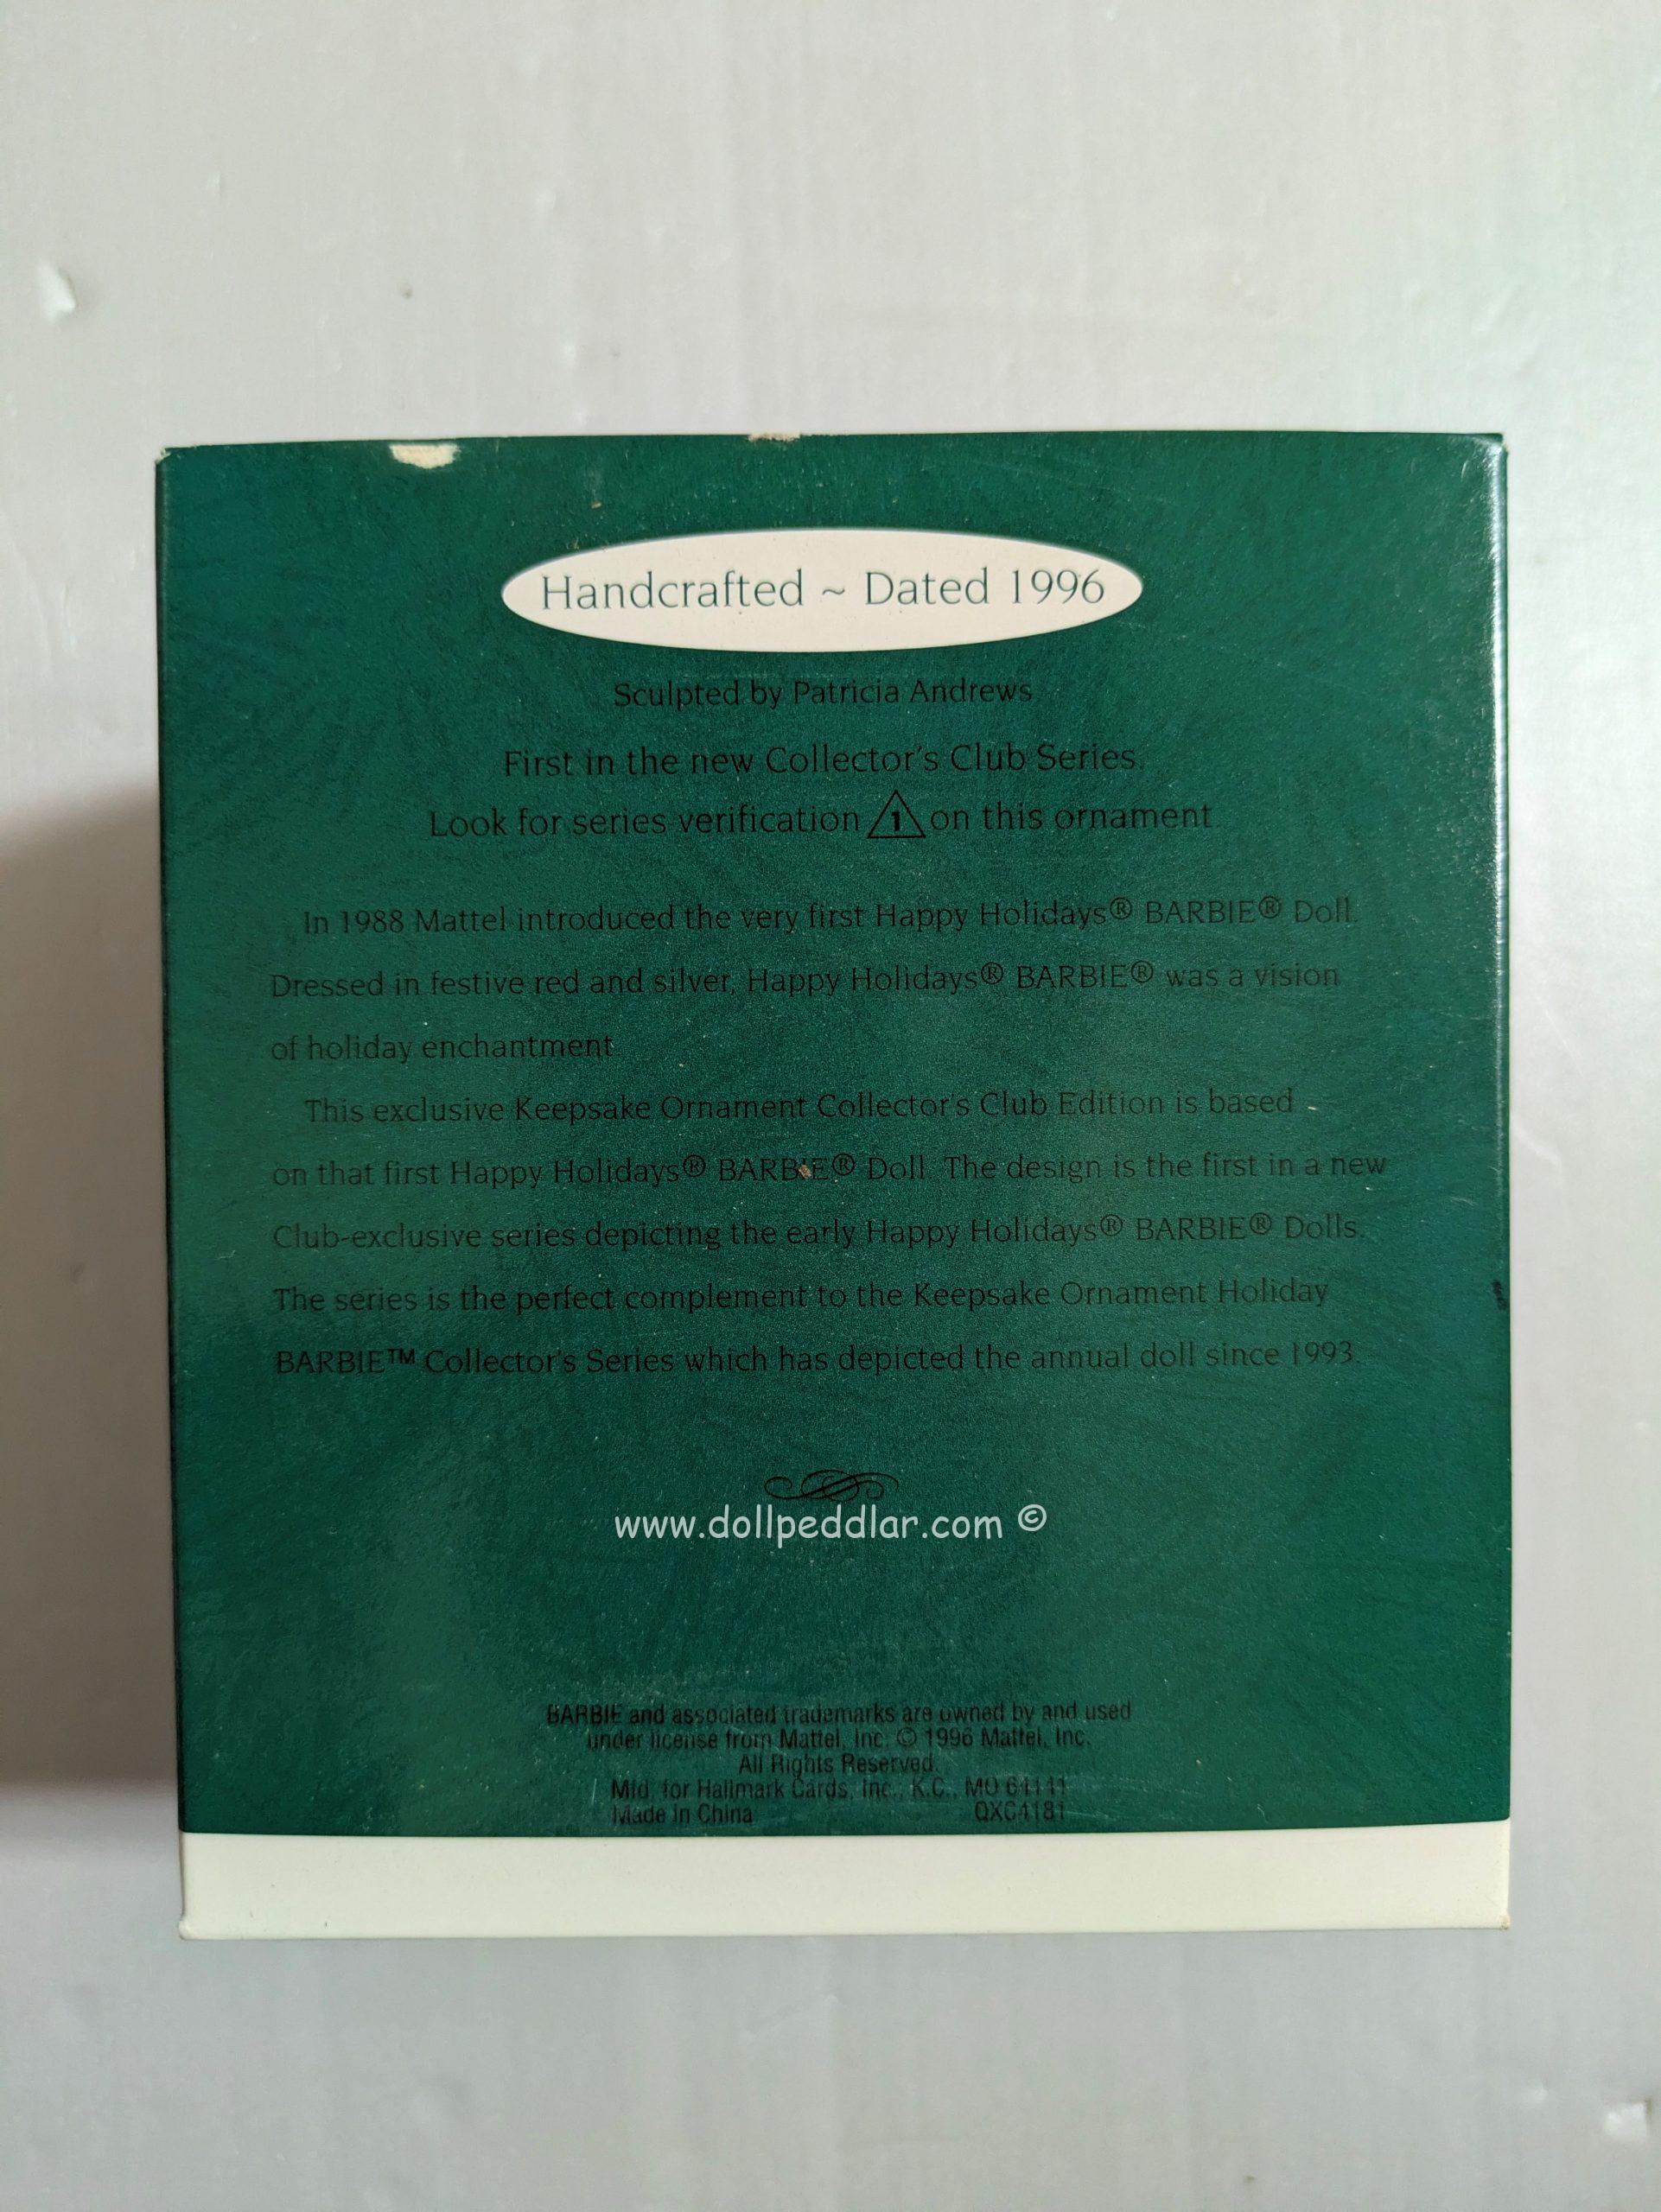 Handcrafted ~ Dated 1996
Sculpted by Patricia Andrews
First in the new Collector's Club Series.
Look for series verification 1 on this ornament.
In 1988 Mattel introduced the very first Happy Holidays® BARBIE® Doll.
Dressed in festive red and silver, Happy Holidays® BARBIE® was a vision
of holiday enchantment.
This exclusive Keepsake Ornament Collector's Club Edition is based
on that first Happy Holidays® BARBIE® Doll. The design is the first in a new
Club-exclusive series depicting the early Happy Holidays® BARBIE® Dolls.
The series is the perfect complement to the Keepsake Ornament Holiday
BARBIE™ Collector's Series which has depicted the annual doll since 1993.
www.dollpeddlar.com ©
BARBIE and associated trademarks are owned by and used
under license from Mattel, Inc. © 1996 Mattel, Inc.
All Rights Reserved.
Mfd. for Hallmark Cards, Inc., K.C., MO 64141
Made in China QXC4181